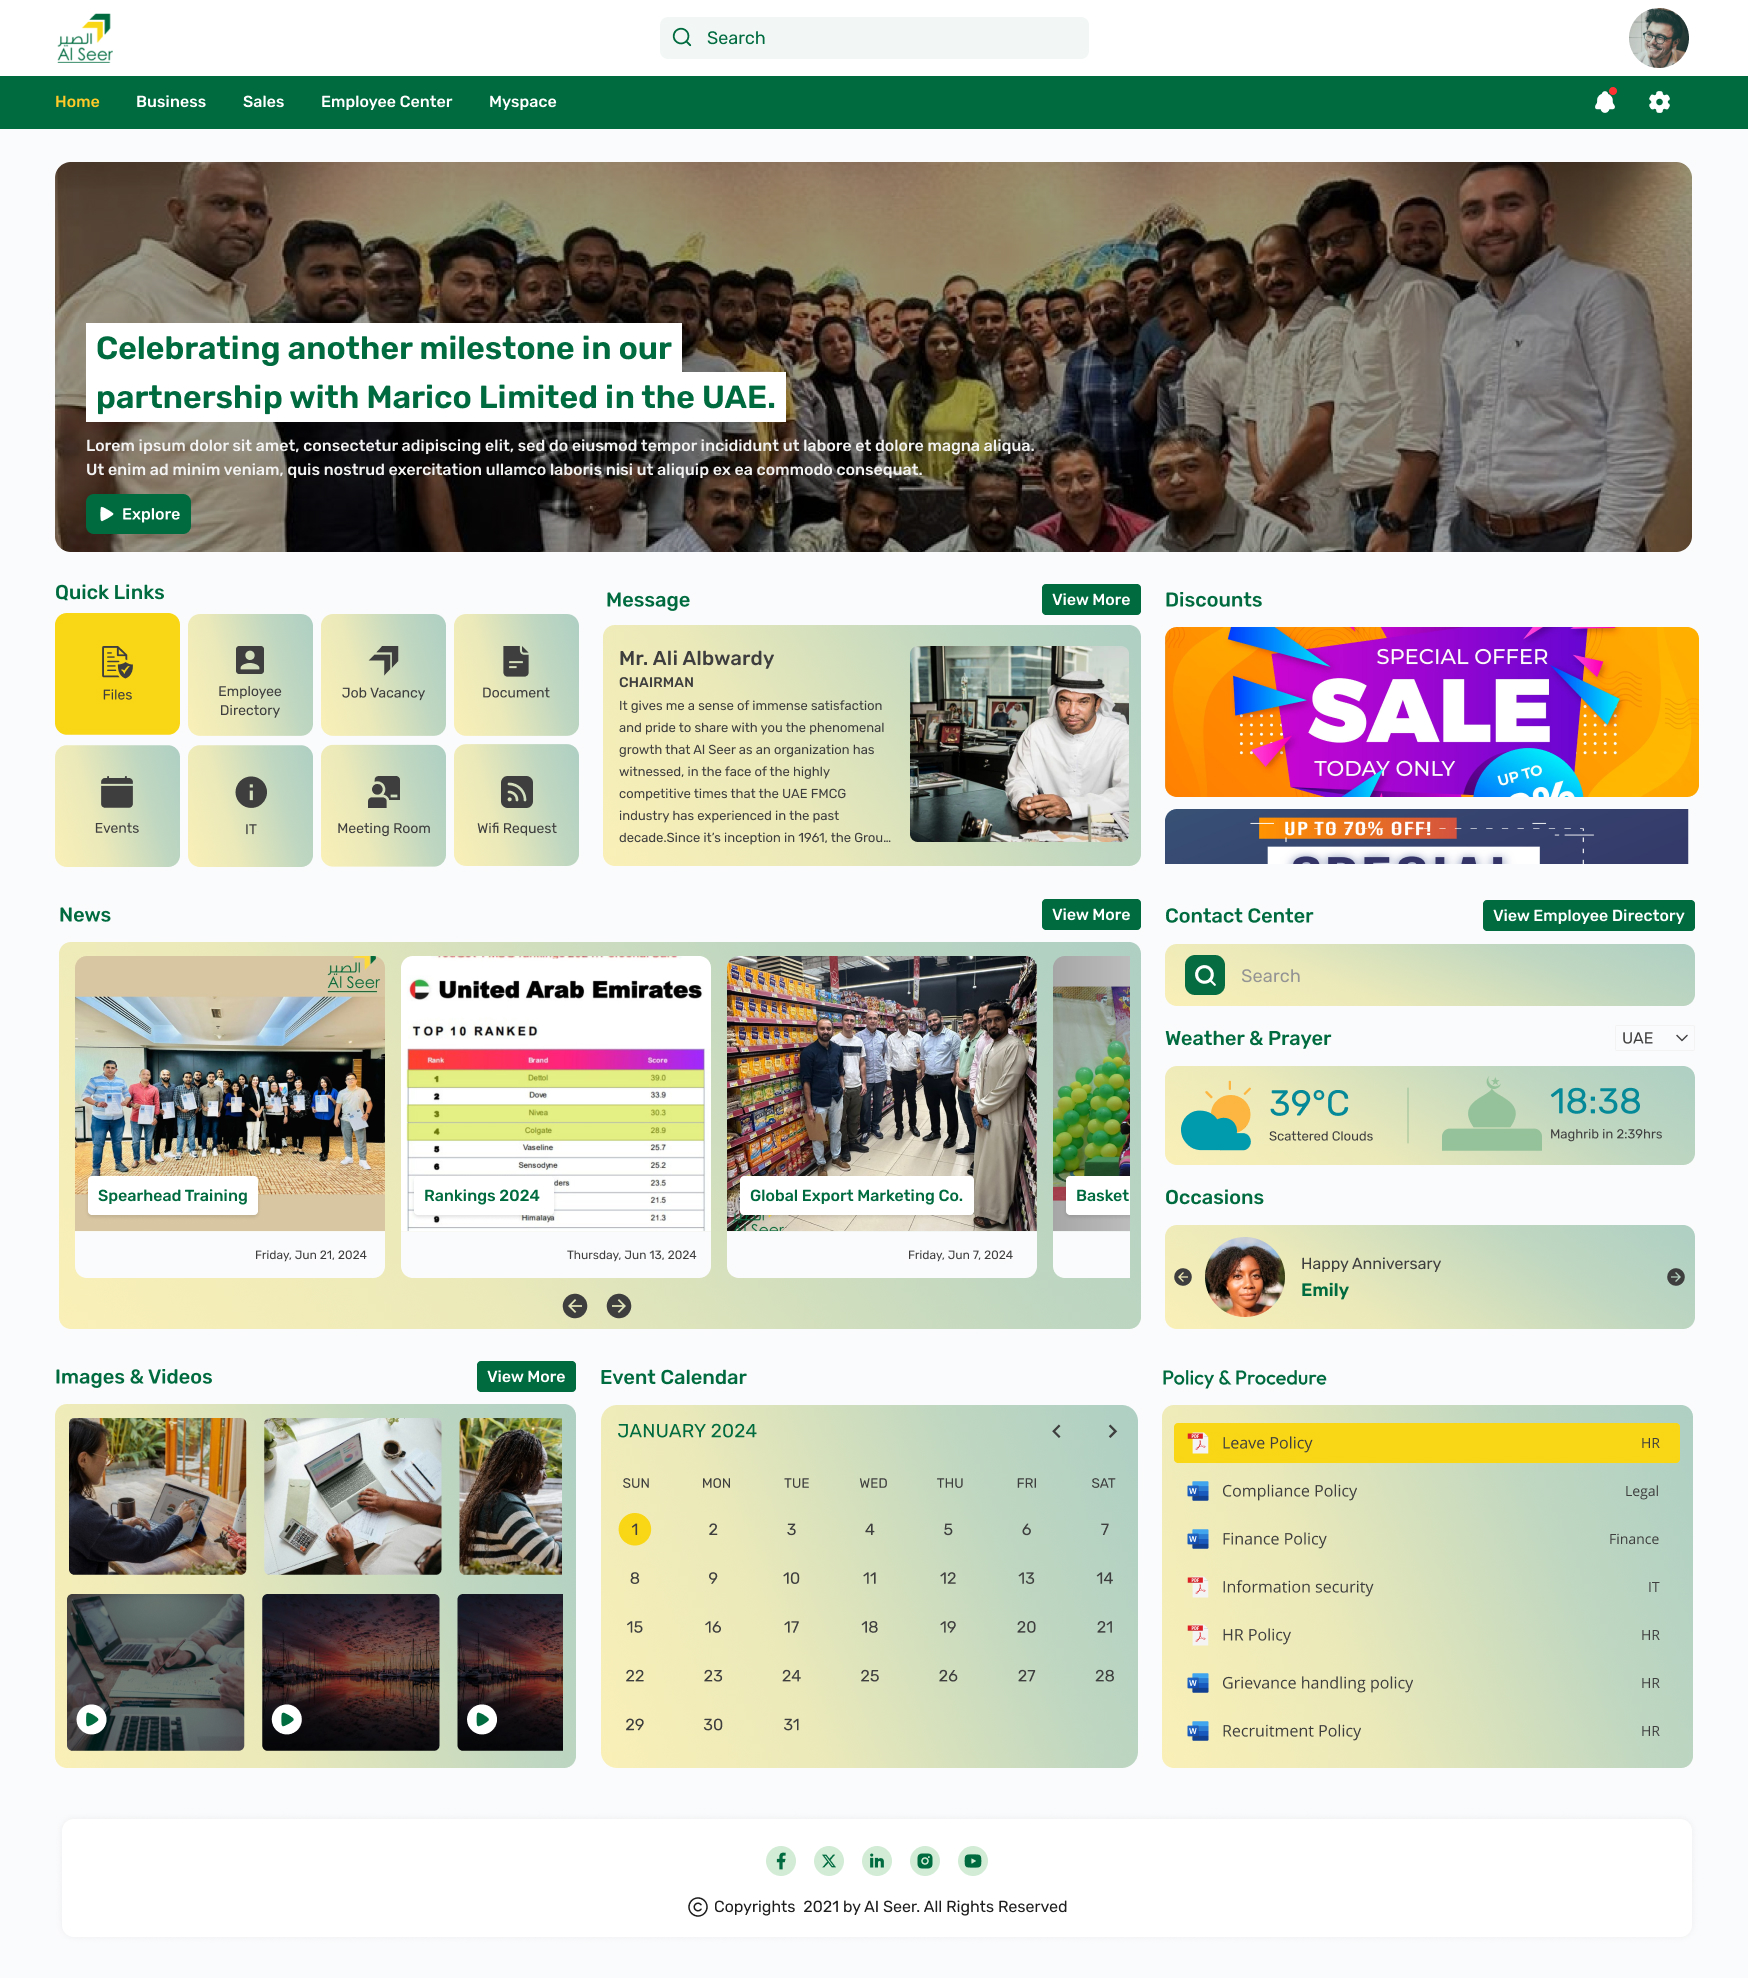 الصير
Al Seer
Search
Home
Business
Sales
Employee Center
Myspace
Celebrating another milestone in our
partnership with Marico Limited in the UAE.
Lorem ipsum dolor sit amet, consectetur adipiscing elit, sed do eiusmod tempor incididunt ut labore et dolore magna aliqua.
Ut enim ad minim veniam, quis nostrud exercitation ullamco laboris nisi ut aliquip ex ea commodo consequat.
Explore
Quick Links
Files
Employee
Directory
Job Vacancy
Document
Events
IT
Meeting Room
Wifi Request
Message
View More
Mr. Ali Albwardy
CHAIRMAN
It gives me a sense of immense satisfaction
and pride to share with you the phenomenal
growth that Al Seer as an organization has
witnessed, in the face of the highly
competitive times that the UAE FMCG
industry has experienced in the past
decade.Since it's inception in 1961, the Grou...
Discounts
SPECIAL OFFER
SALE
TODAY ONLY
UP TO
UP TO 70% OFF!
SPECIAL
News
View More
الصير
Al Seer
Spearhead Training
Friday, Jun 21, 2024
United Arab Emirates
TOP 10 RANKED
Rank Brand Score
1 Dettol 39.0
2 Dove 33.9
3 Nivea 30.3
4 Colgate 28.9
5 Vaseline 25.7
6 Sensodyne 25.2
ders 23.5
21.5
9 Himalaya 21.3
Rankings 2024
Thursday, Jun 13, 2024
Global Export Marketing Co.
Al Seer
Friday, Jun 7, 2024
Basket
Contact Center
View Employee Directory
Search
Weather & Prayer
UAE
39°C
Scattered Clouds
18:38
Maghrib in 2:39hrs
Occasions
Happy Anniversary
Emily
Images & Videos
View More
Event Calendar
JANUARY 2024
SUN MON TUE WED THU FRI SAT
1 2 3 4 5 6 7
8 9 10 11 12 13 14
15 16 17 18 19 20 21
22 23 24 25 26 27 28
29 30 31
Policy & Procedure
Leave Policy HR
Compliance Policy Legal
Finance Policy Finance
Information security IT
HR Policy HR
Grievance handling policy HR
Recruitment Policy HR
© Copyrights 2021 by Al Seer. All Rights Reserved